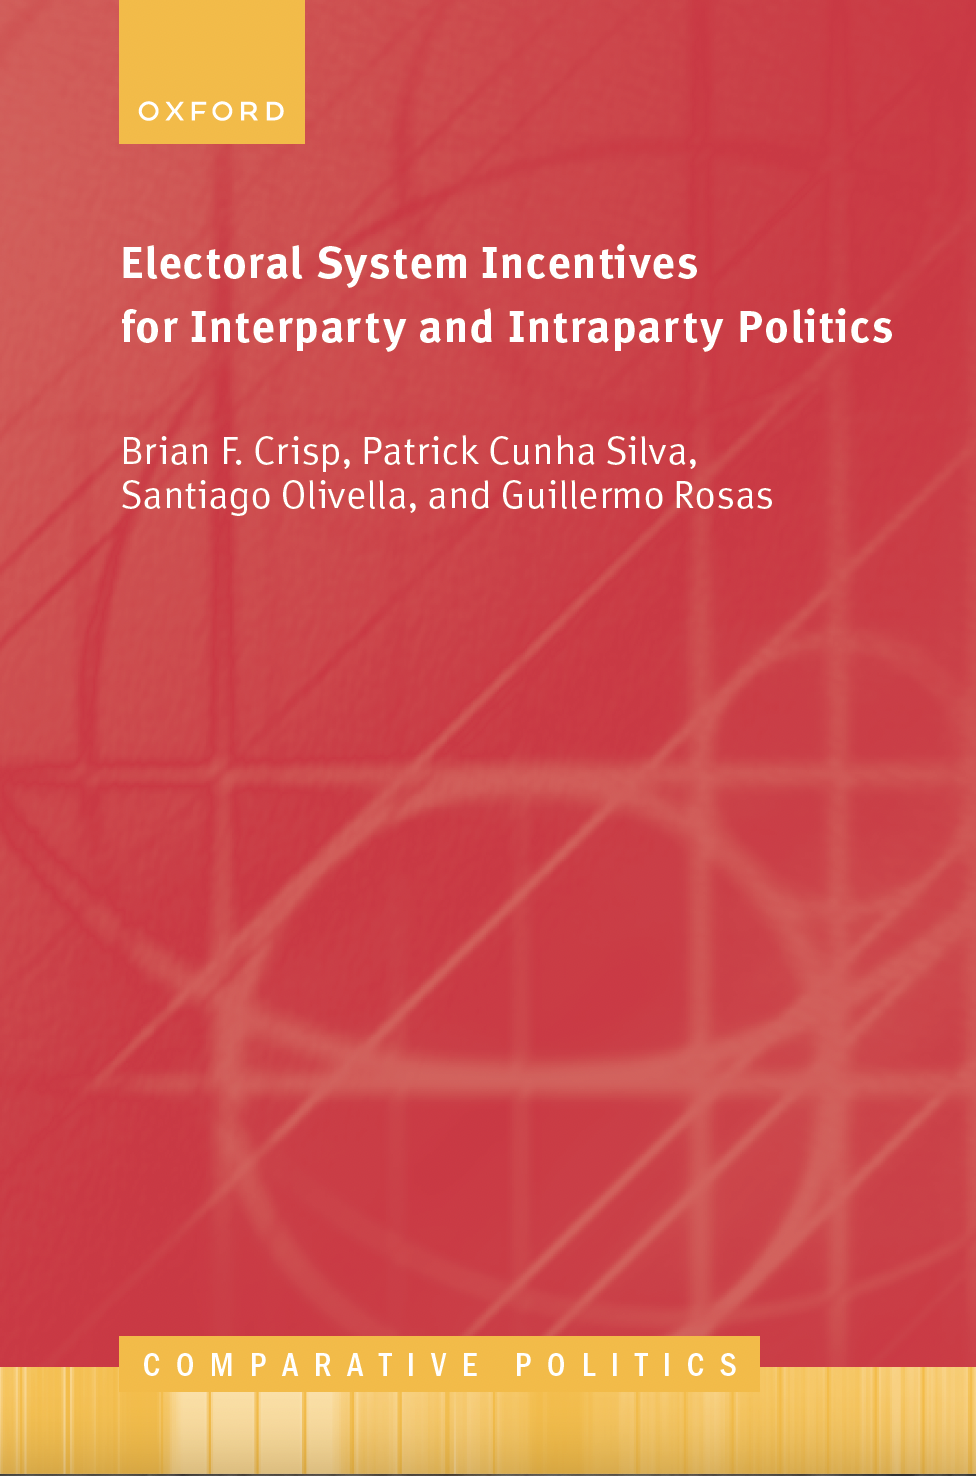 OXFORD
Electoral System Incentives
for Interparty and Intraparty Politics
Brian F. Crisp, Patrick Cunha Silva,
Santiago Olivella, and Guillermo Rosas
COMPARATIVE POLITICS